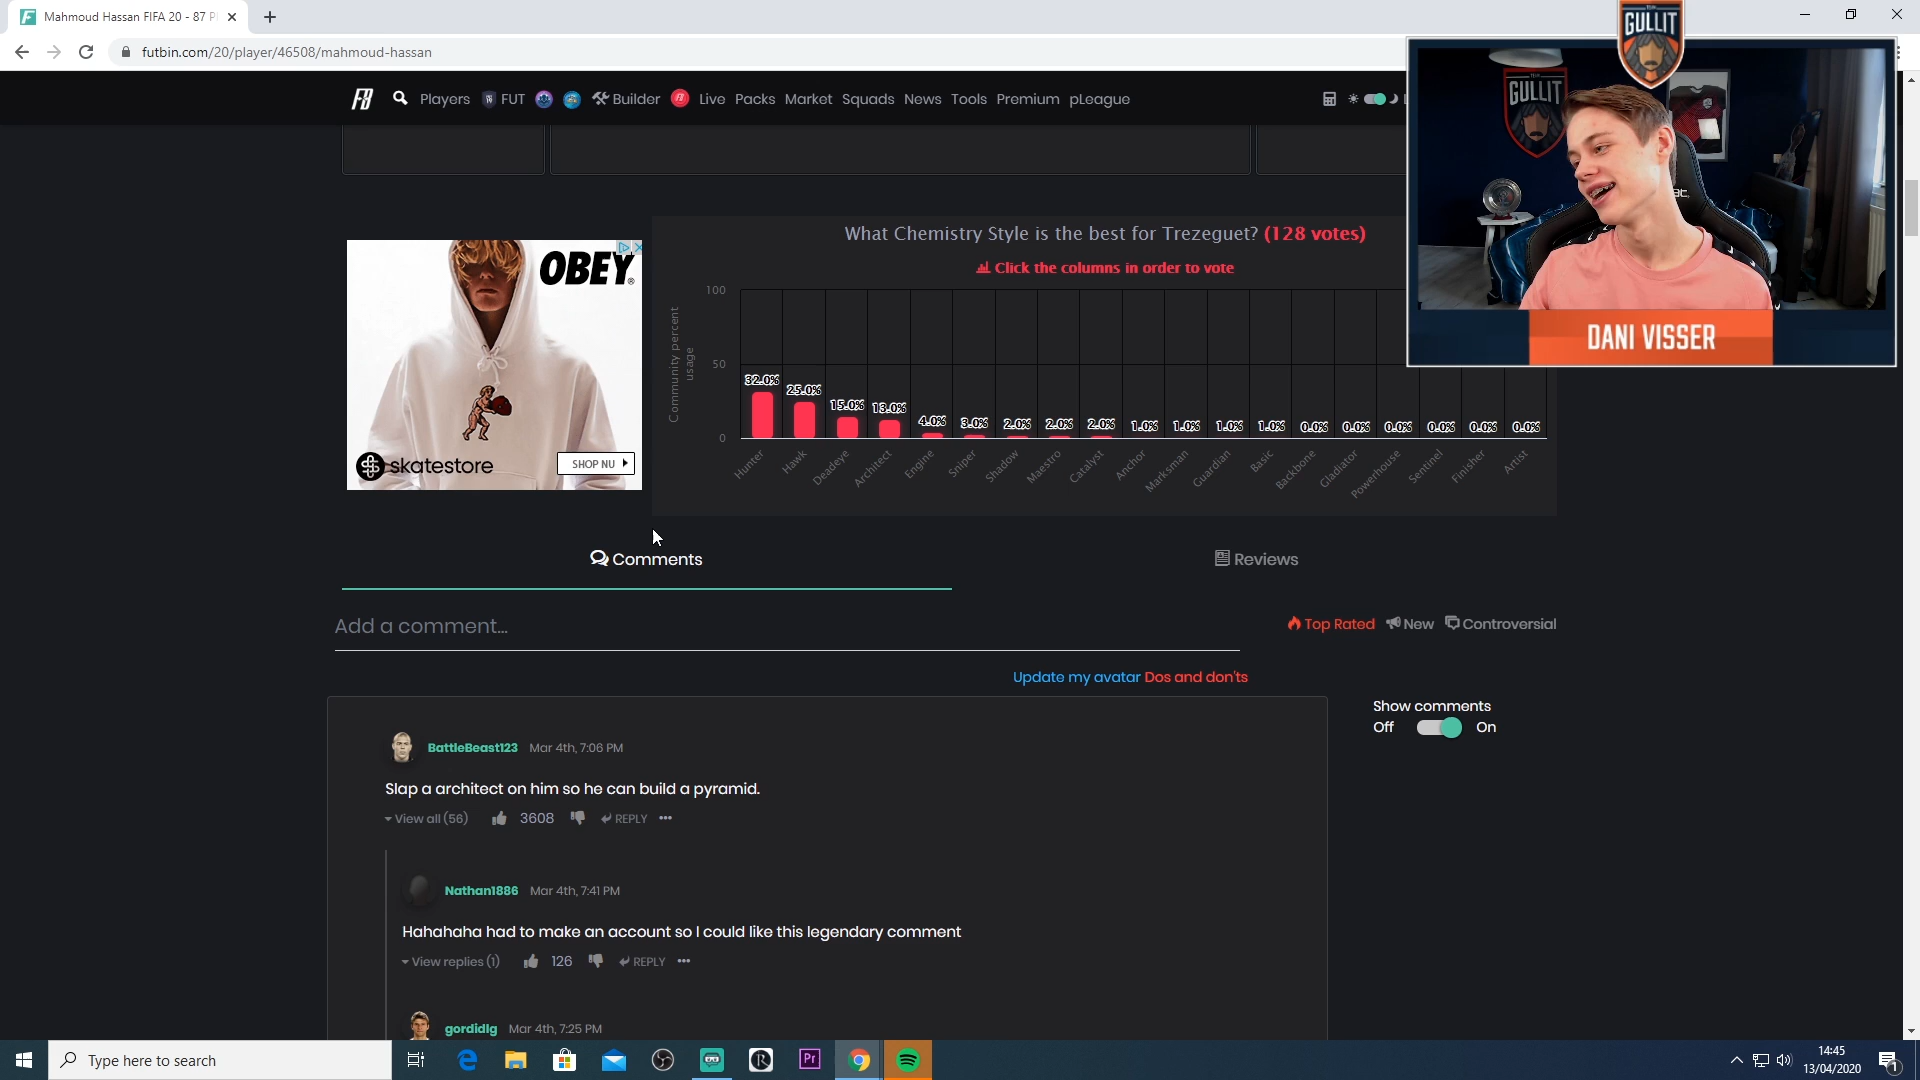 Mahmoud Hassan FIFA 20 - 87 P
futbin.com/20/player/46508/mahmoud-hassan
Players FUT Builder Live Packs Market Squads News Tools Premium pLeague
GULLIT
GULLIT
DANI VISSER
OBEY
skatestore
SHOP NU
What Chemistry Style is the best for Trezeguet? (128 votes)
Click the columns in order to vote
Community percent
usage
100
50
0
32.0% 25.0% 15.0% 13.0% 4.0% 3.0% 2.0% 2.0% 2.0% 1.0% 1.0% 1.0% 1.0% 0.0% 0.0% 0.0% 0.0% 0.0% 0.0%
Hunter Hawk Deadeye Architect Engine Sniper Shadow Maestro Catalyst Anchor Marksman Guardian Basic Backbone Gladiator Powerhouse Sentinel Finisher Artist
Comments
Reviews
Add a comment...
Top Rated New Controversial
Update my avatar Dos and don'ts
Show comments
Off On
BattleBeast123 Mar 4th, 7:06 PM
Slap a architect on him so he can build a pyramid.
View all (56) 3608 REPLY
Nathan1886 Mar 4th, 7:41 PM
Hahahaha had to make an account so I could like this legendary comment
View replies (1) 126 REPLY
gordidlg Mar 4th, 7:25 PM
Type here to search
Pr
14:45
13/04/2020
1